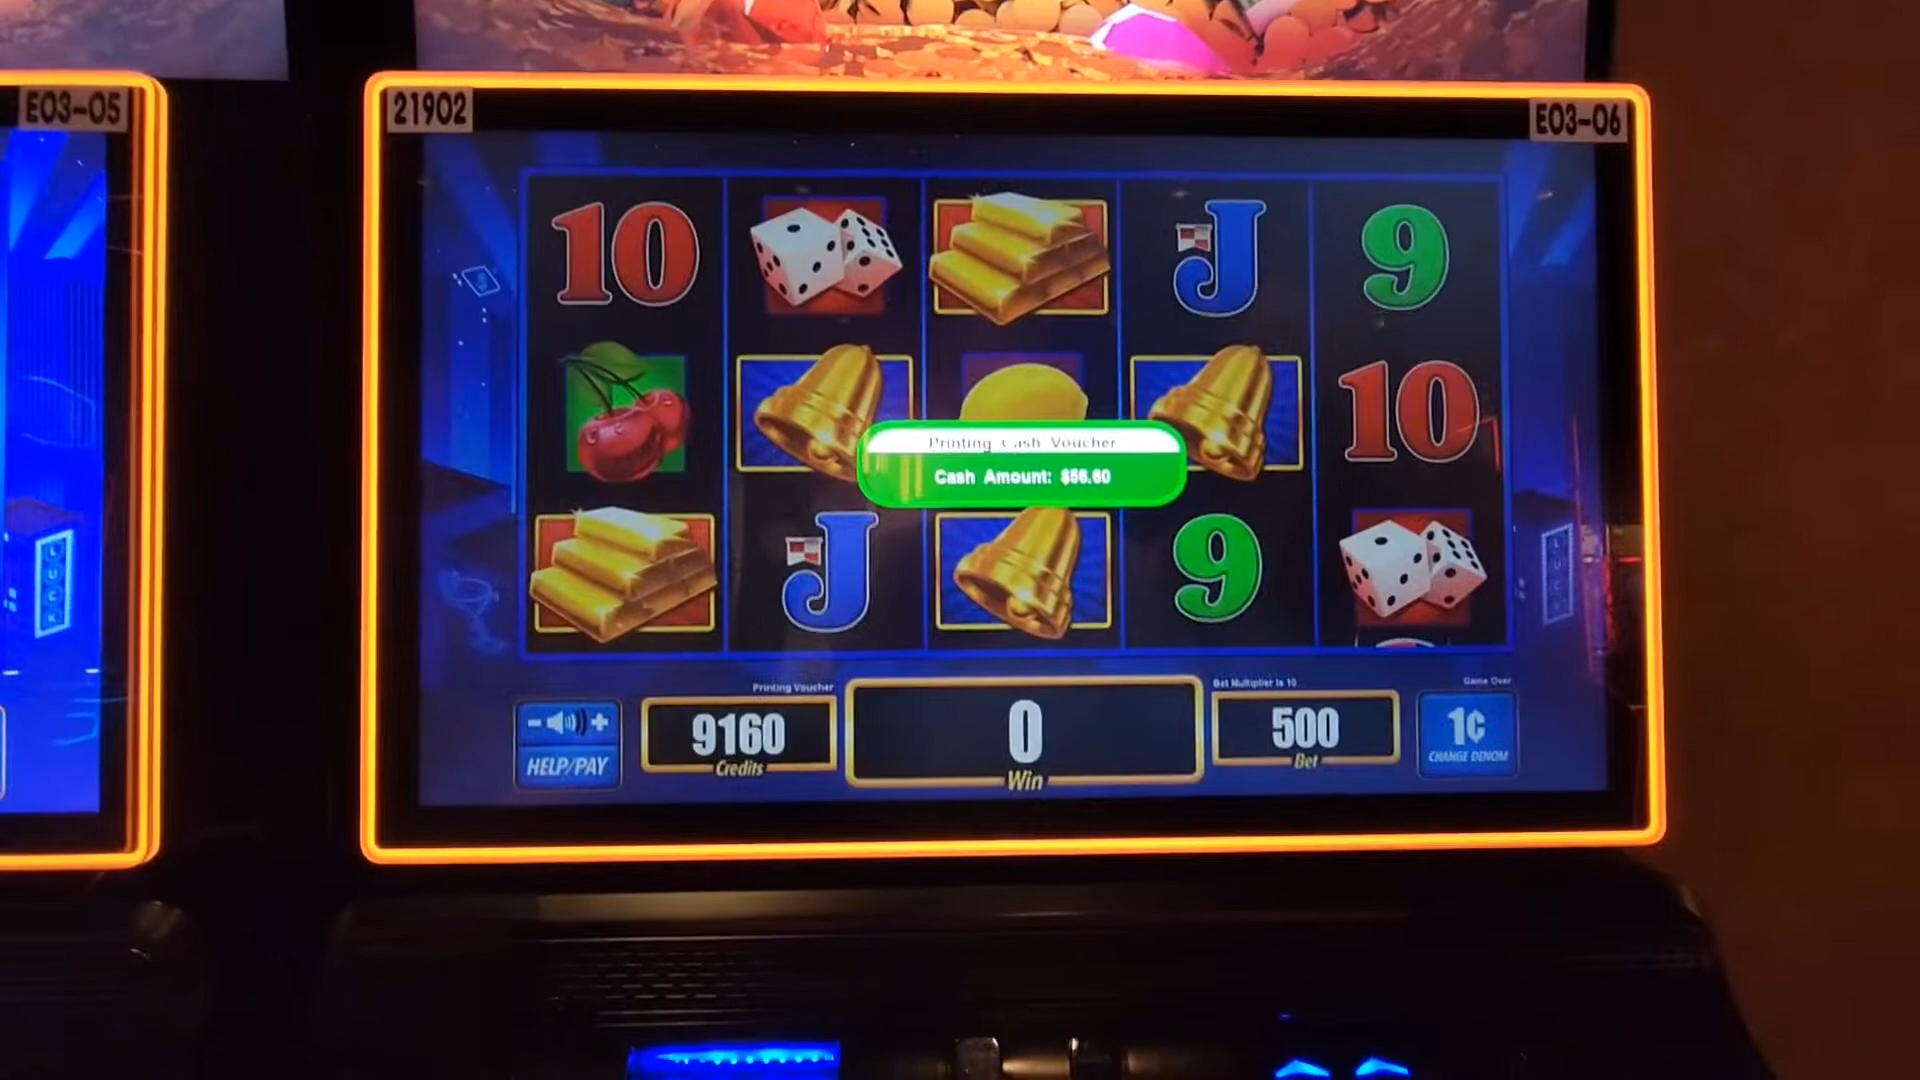 E03-05
21902
E03-06
10
J
9
10
Printing Cash Voucher
Cash Amount: $56.60
J
9
LUCK
LUCK
Printing Voucher
Bet Multiplier is 10
Game Over
- +
9160
0
500
1¢
HELP/PAY
Credits
Win
Bet
CHANGE DENOM